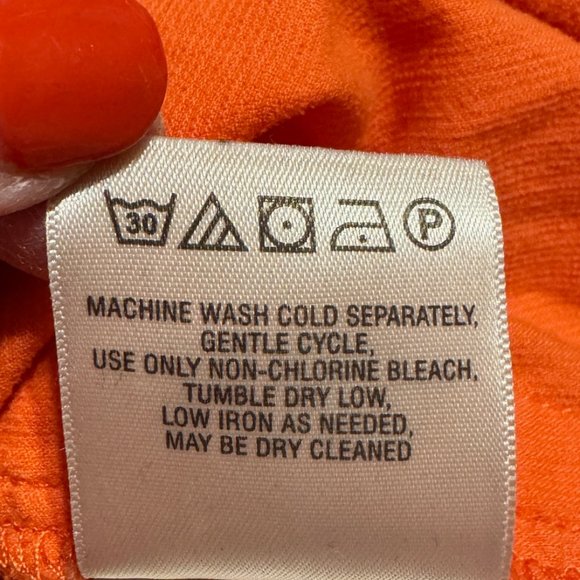 30 P
MACHINE WASH COLD SEPARATELY,
GENTLE CYCLE,
USE ONLY NON-CHLORINE BLEACH,
TUMBLE DRY LOW,
LOW IRON AS NEEDED,
MAY BE DRY CLEANED